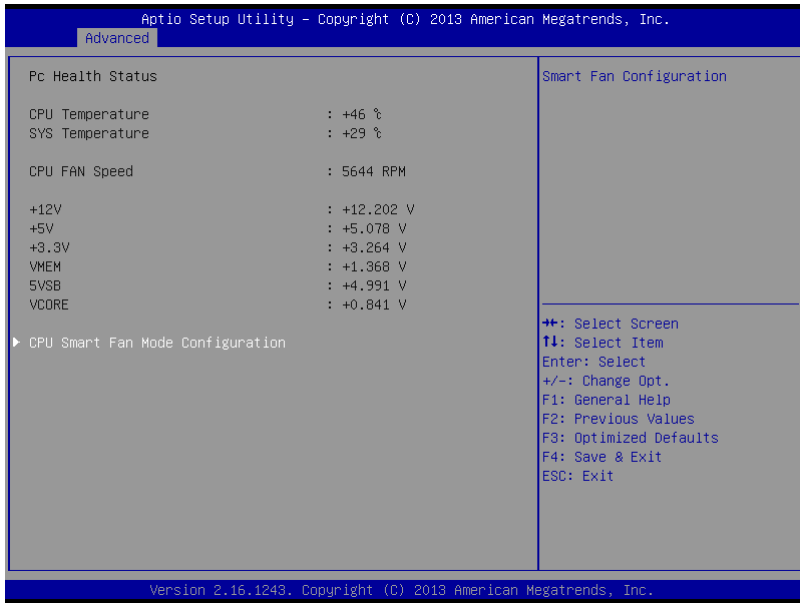 Aptio Setup Utility – Copyright (C) 2013 American Megatrends, Inc.
Advanced
Pc Health Status
CPU Temperature : +46 ℃
SYS Temperature : +29 ℃
CPU FAN Speed : 5644 RPM
+12V : +12.202 V
+5V : +5.078 V
+3.3V : +3.264 V
VMEM : +1.368 V
5VSB : +4.991 V
VCORE : +0.841 V
▶ CPU Smart Fan Mode Configuration
Smart Fan Configuration
→←: Select Screen
↑↓: Select Item
Enter: Select
+/-: Change Opt.
F1: General Help
F2: Previous Values
F3: Optimized Defaults
F4: Save & Exit
ESC: Exit
Version 2.16.1243. Copyright (C) 2013 American Megatrends, Inc.